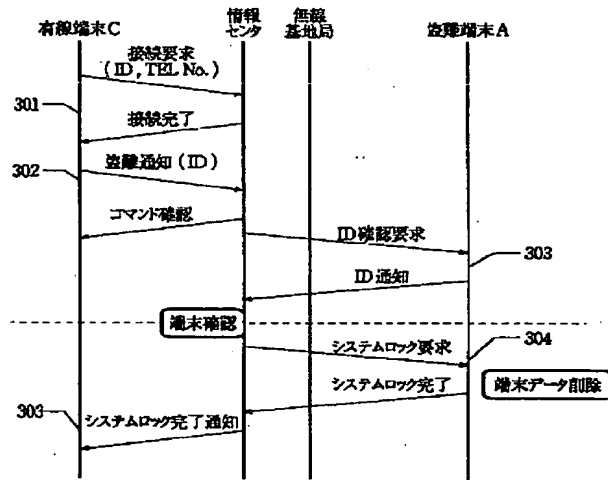 有線端末C
情報
センタ
無線
基地局
盗難端末A
接続要求
(ID, TEL No.)
301
接続完了
302
盗難通知 (ID)
コマンド確認
ID確認要求
303
ID通知
端末確認
システムロック要求
304
システムロック完了
端末データ削除
303
システムロック完了通知